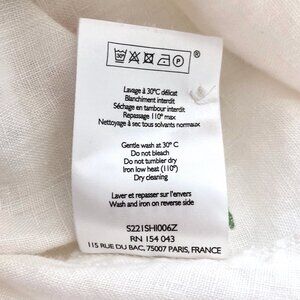 30°
P
®
Lavage à 30°C délicat
Blanchiment interdit
Séchage en tambour interdit
Repassage 110° max
Nettoyage à sec tous solvants normaux
Gentle wash at 30° C
Do not bleach
Do not tumbler dry
Iron low heat (110°)
Dry cleaning
Laver et repasser sur l'envers
Wash and iron on reverse side
S221SHI006Z
RN 154 043
115 RUE DU BAC, 75007 PARIS, FRANCE